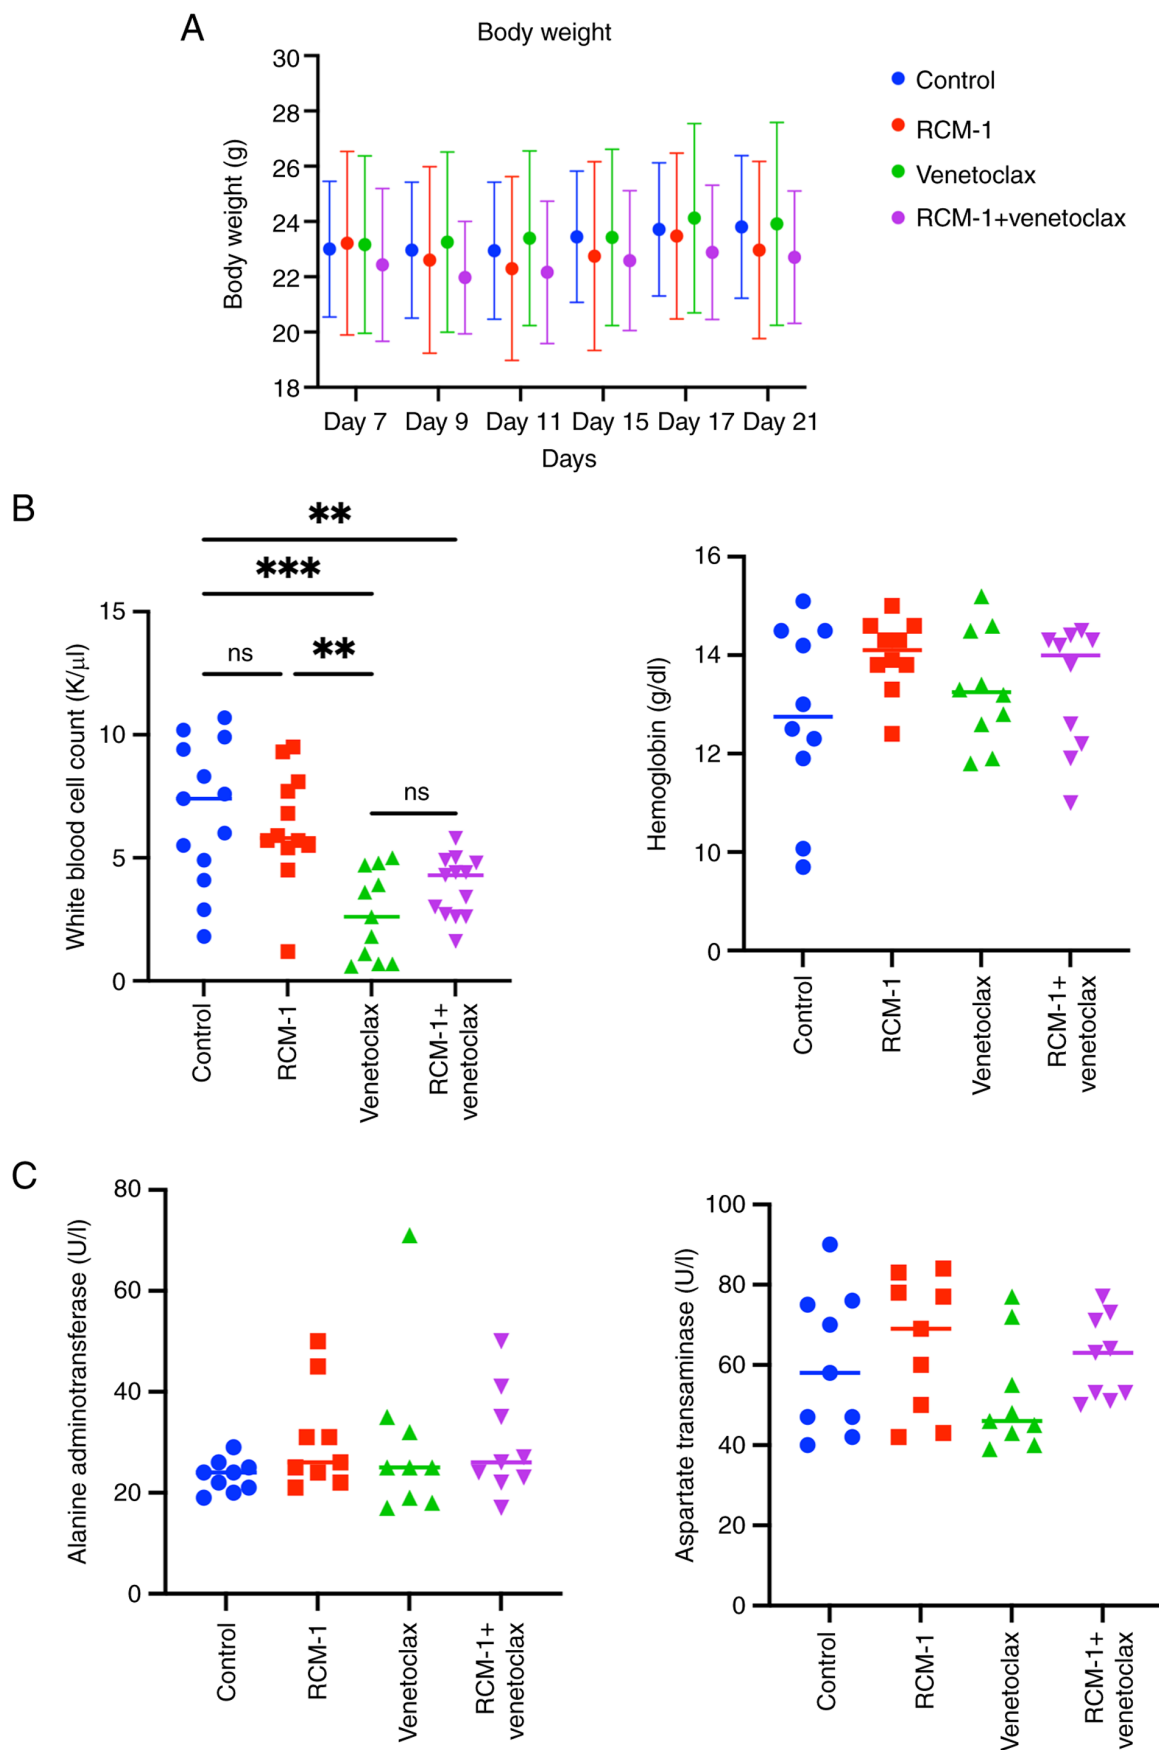 A
Body weight
30
28
26
24
22
20
18
Body weight (g)
Day 7 Day 9 Day 11 Day 15 Day 17 Day 21
Days
Control
RCM-1
Venetoclax
RCM-1+venetoclax
B
**
***
ns
**
ns
15
10
5
0
White blood cell count (K/µl)
Control
RCM-1
Venetoclax
RCM-1+
venetoclax
16
14
12
10
0
Hemoglobin (g/dl)
Control
RCM-1
Venetoclax
RCM-1+
venetoclax
C
80
60
40
20
0
Alanine adminotransferase (U/l)
Control
RCM-1
Venetoclax
RCM-1+
venetoclax
100
80
60
40
20
0
Aspartate transaminase (U/l)
Control
RCM-1
Venetoclax
RCM-1+
venetoclax